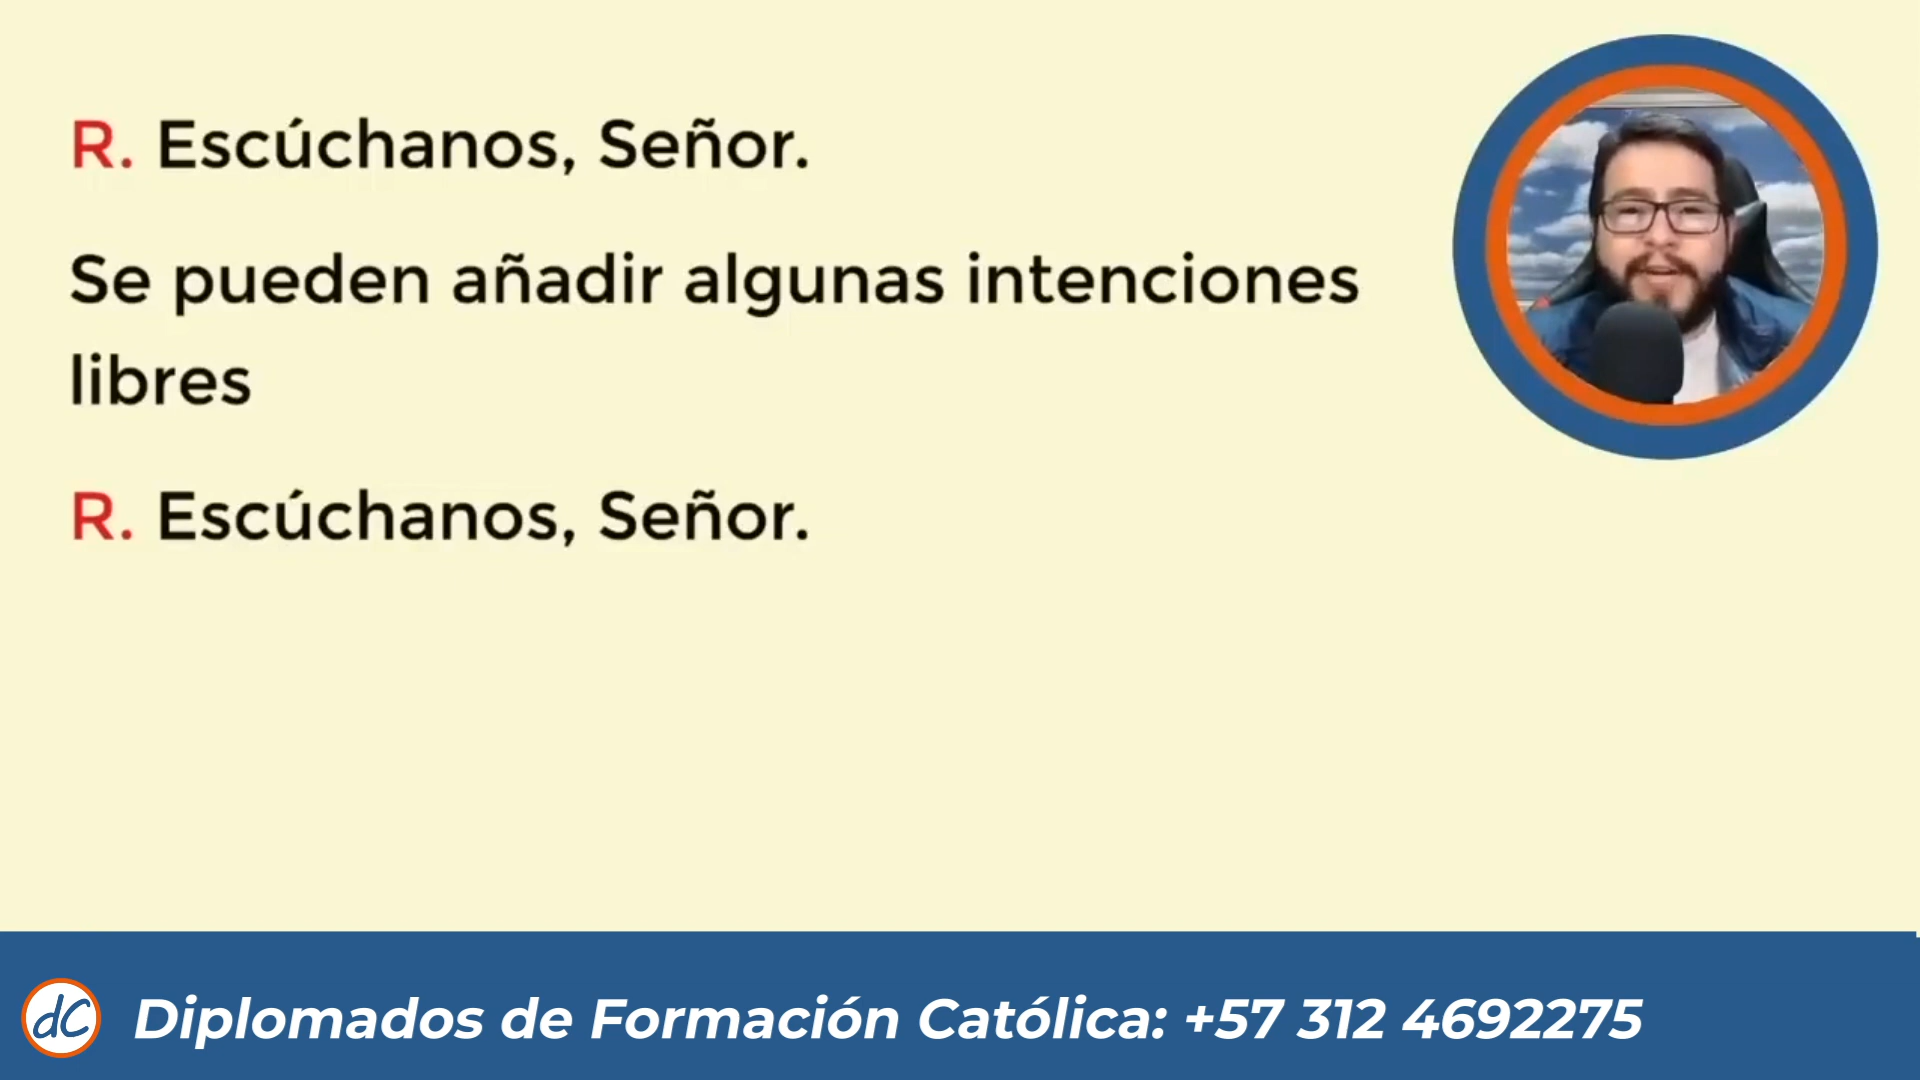 R. Escúchanos, Señor.
Se pueden añadir algunas intenciones
libres
R. Escúchanos, Señor.
dC Diplomados de Formación Católica: +57 312 4692275